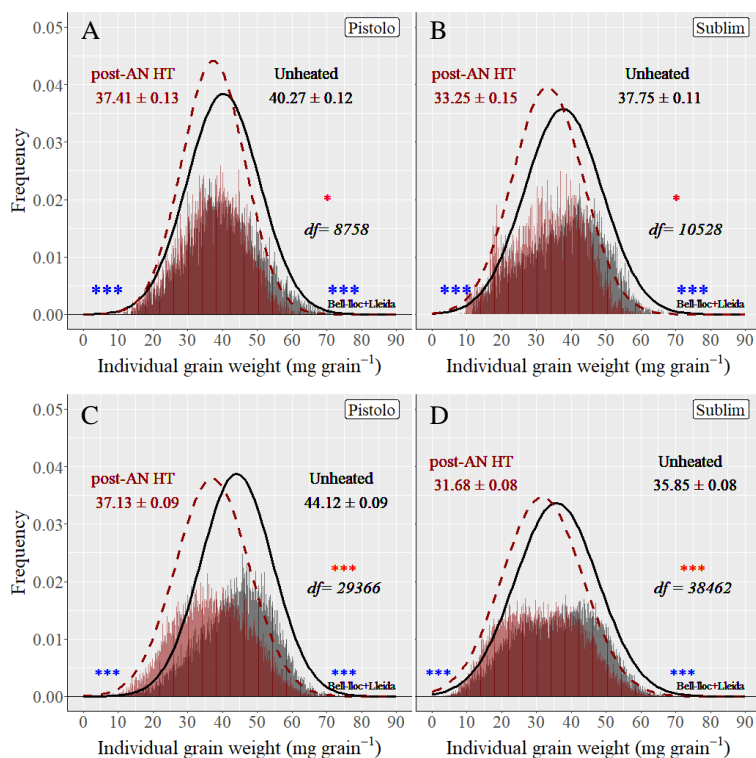 A
Pistolo
0.05
0.04
0.03
0.02
0.01
0.00
Frequency
post-AN HT
37.41 ± 0.13
Unheated
40.27 ± 0.12
*
df= 8758
***
***
Bell-lloc+Lleida
0 10 20 30 40 50 60 70 80 90
Individual grain weight (mg grain⁻¹)
B
Sublim
post-AN HT
33.25 ± 0.15
Unheated
37.75 ± 0.11
*
df= 10528
***
***
Bell-lloc+Lleida
0 10 20 30 40 50 60 70 80 90
Individual grain weight (mg grain⁻¹)
C
Pistolo
0.05
0.04
0.03
0.02
0.01
0.00
Frequency
post-AN HT
37.13 ± 0.09
Unheated
44.12 ± 0.09
***
df= 29366
***
***
Bell-lloc+Lleida
0 10 20 30 40 50 60 70 80 90
Individual grain weight (mg grain⁻¹)
D
Sublim
post-AN HT
31.68 ± 0.08
Unheated
35.85 ± 0.08
***
df= 38462
***
***
Bell-lloc+Lleida
0 10 20 30 40 50 60 70 80 90
Individual grain weight (mg grain⁻¹)